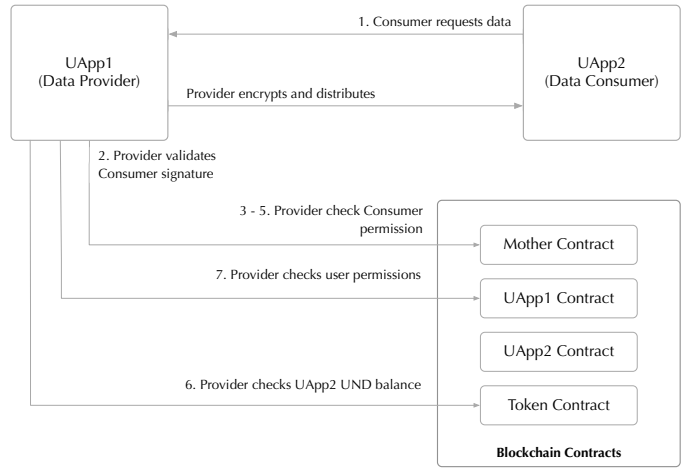 1. Consumer requests data
UApp1
(Data Provider)
UApp2
(Data Consumer)
Provider encrypts and distributes
2. Provider validates
Consumer signature
3 - 5. Provider check Consumer
permission
Mother Contract
7. Provider checks user permissions
UApp1 Contract
UApp2 Contract
6. Provider checks UApp2 UND balance
Token Contract
Blockchain Contracts